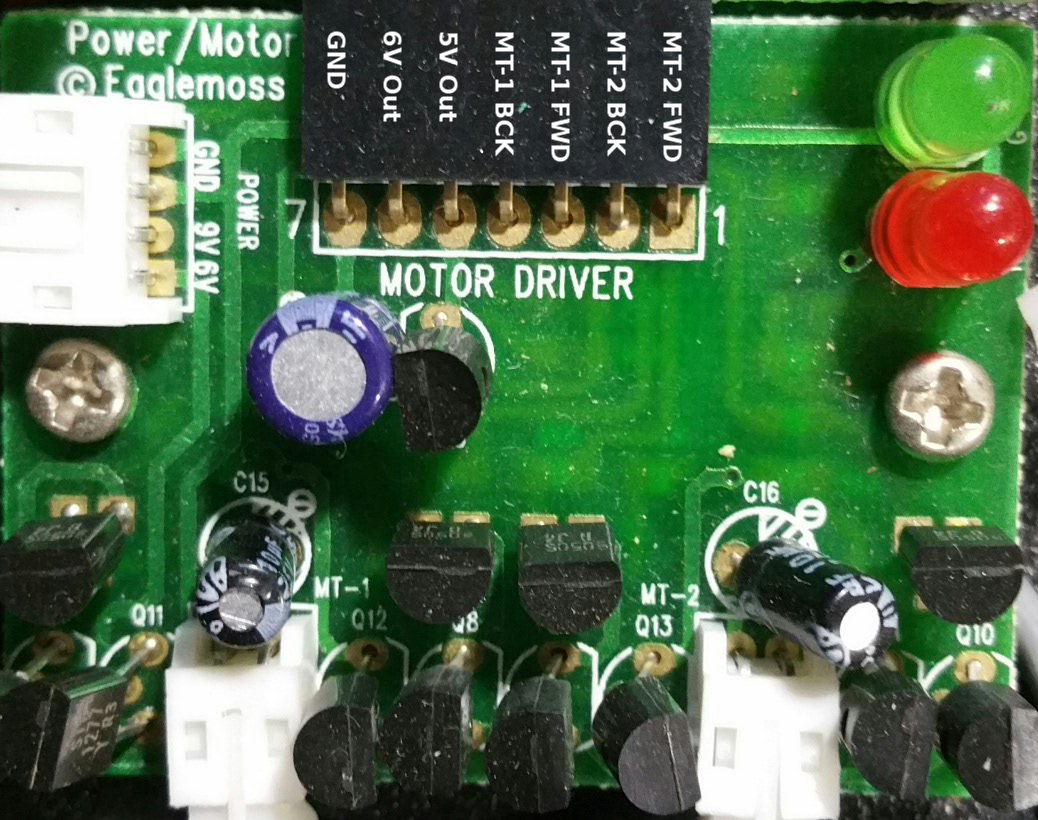 Power/Motor
© Eaglemoss
GND
6V Out
5V Out
MT-1 BCK
MT-1 FWD
MT-2 BCK
MT-2 FWD
GND 9V 6V
POWER
7
1
MOTOR DRIVER
C15
C16
MT-1
MT-2
Q11
Q12
Q8
Q13
Q10